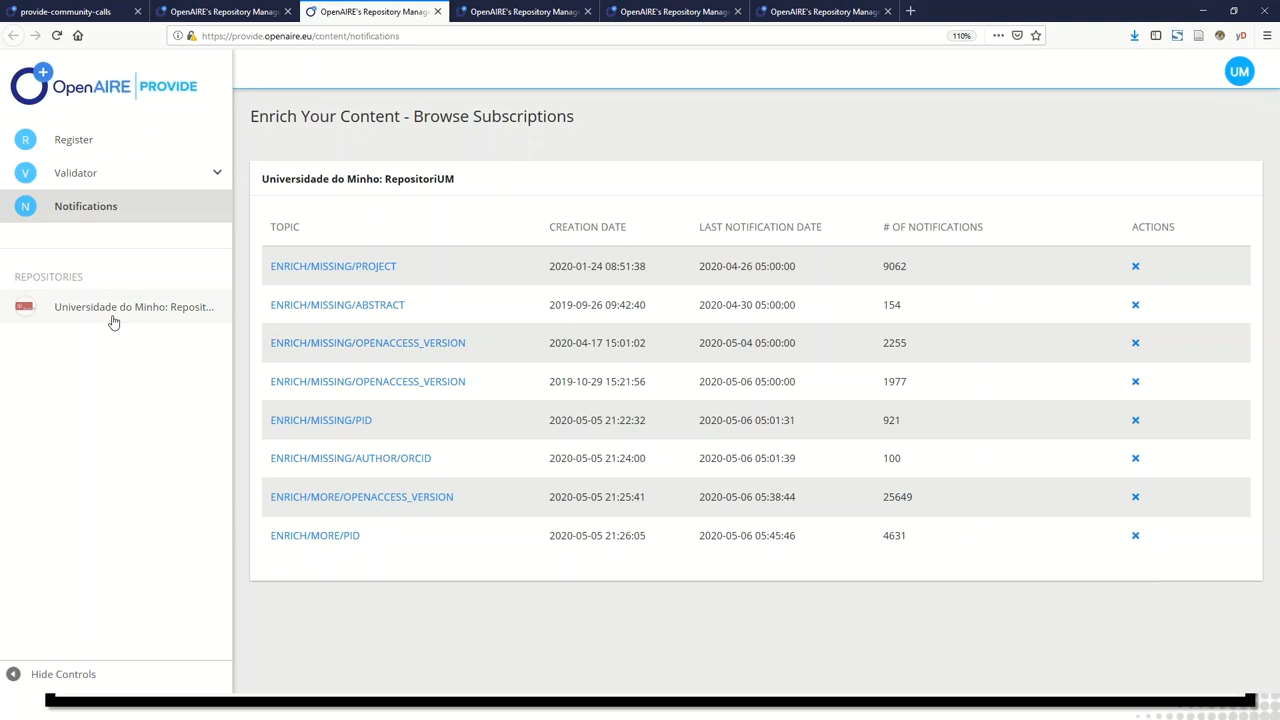 provide-community-calls
OpenAIRE's Repository Manag
OpenAIRE's Repository Manag
OpenAIRE's Repository Manag
OpenAIRE's Repository Manag
OpenAIRE's Repository Manag
https://provide.openaire.eu/content/notifications
110%
yD
OpenAIRE PROVIDE
UM
Enrich Your Content - Browse Subscriptions
R Register
V Validator
N Notifications
REPOSITORIES
Universidade do Minho: Reposit...
Universidade do Minho: RepositoriUM
TOPIC CREATION DATE LAST NOTIFICATION DATE # OF NOTIFICATIONS ACTIONS
ENRICH/MISSING/PROJECT 2020-01-24 08:51:38 2020-04-26 05:00:00 9062
ENRICH/MISSING/ABSTRACT 2019-09-26 09:42:40 2020-04-30 05:00:00 154
ENRICH/MISSING/OPENACCESS_VERSION 2020-04-17 15:01:02 2020-05-04 05:00:00 2255
ENRICH/MISSING/OPENACCESS_VERSION 2019-10-29 15:21:56 2020-05-06 05:00:00 1977
ENRICH/MISSING/PID 2020-05-05 21:22:32 2020-05-06 05:01:31 921
ENRICH/MISSING/AUTHOR/ORCID 2020-05-05 21:24:00 2020-05-06 05:01:39 100
ENRICH/MORE/OPENACCESS_VERSION 2020-05-05 21:25:41 2020-05-06 05:38:44 25649
ENRICH/MORE/PID 2020-05-05 21:26:05 2020-05-06 05:45:46 4631
Hide Controls